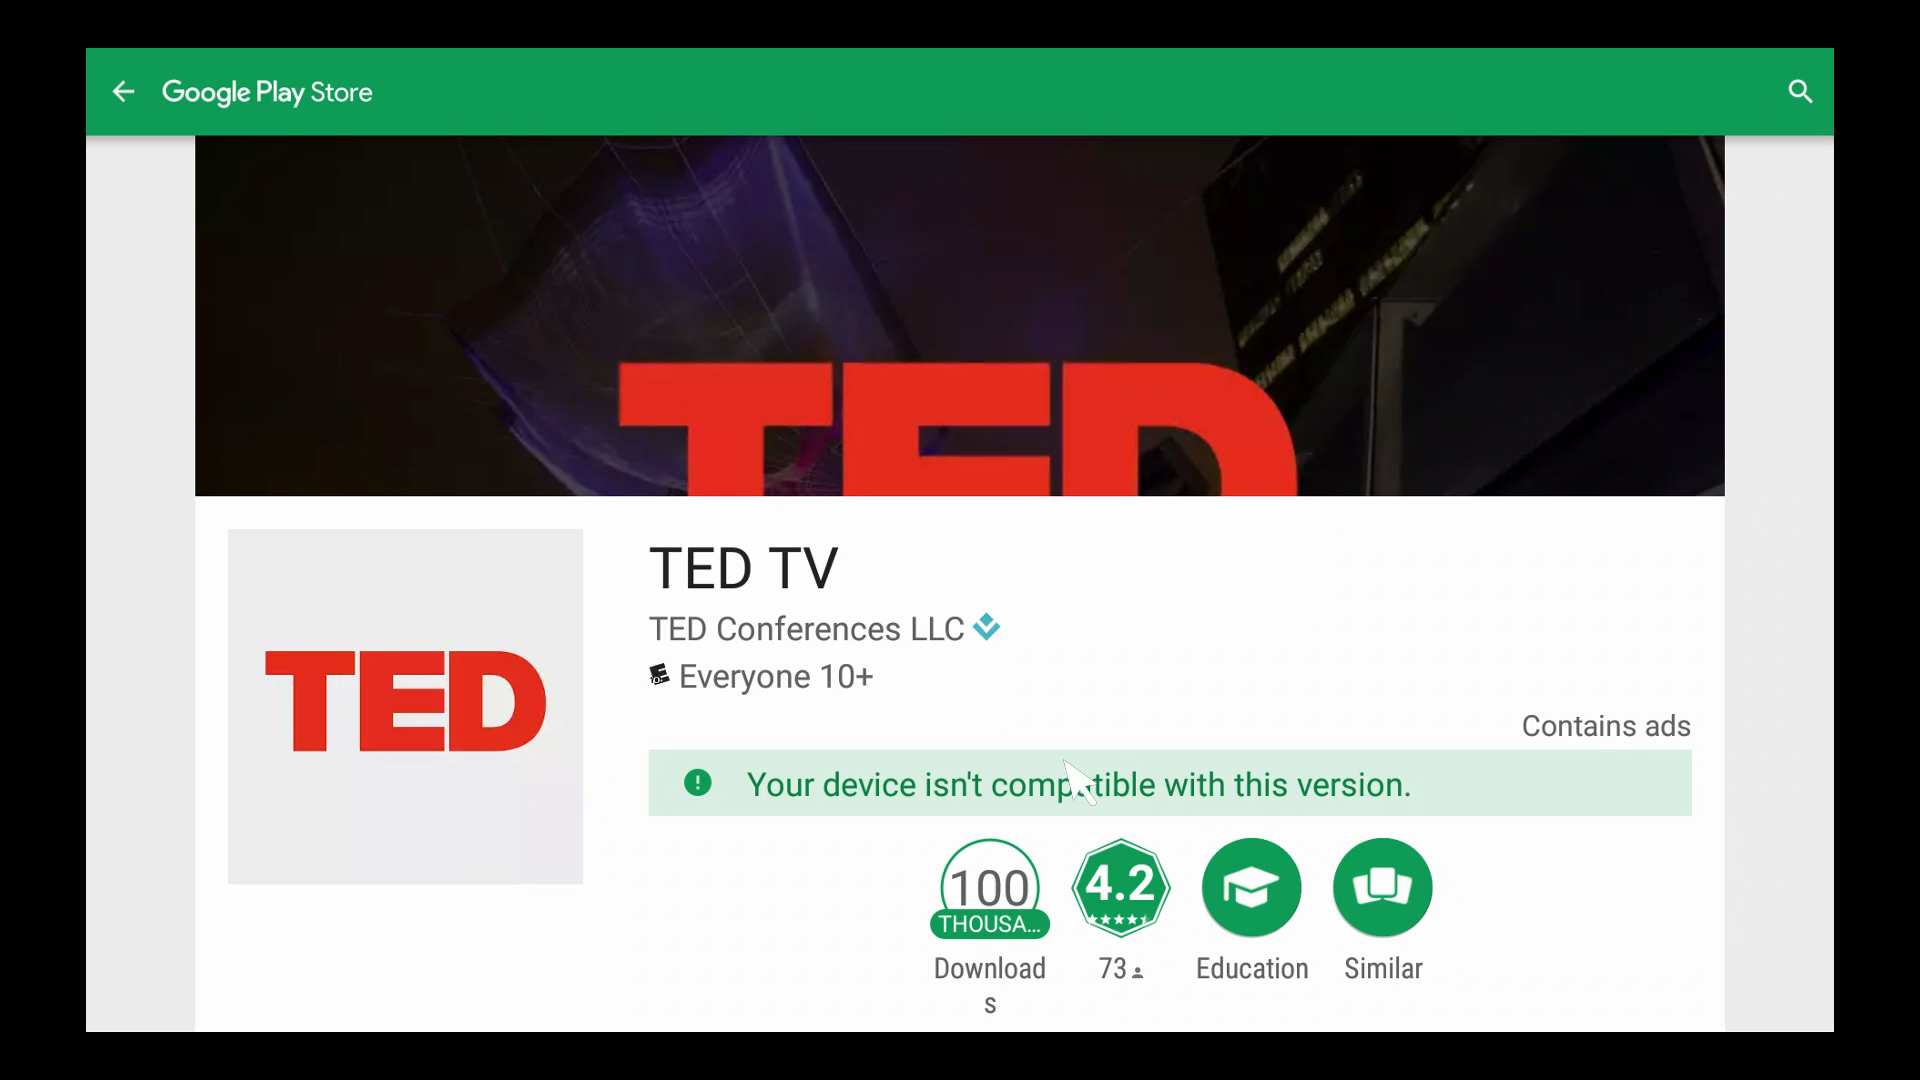 Google Play Store
TED
TED
TED TV
TED Conferences LLC
Everyone 10+
Contains ads
Your device isn't compatible with this version.
100
THOUSA...
Download
s
4.2
73
Education
Similar